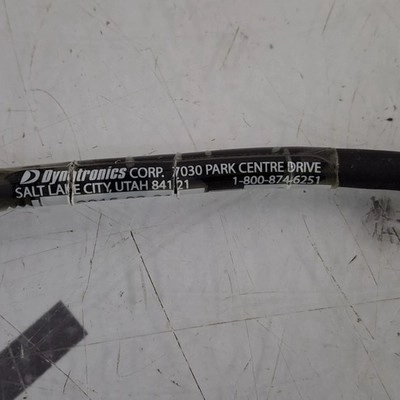 Dynatronics CORP. 7030 PARK CENTRE DRIVE
SALT LAKE CITY, UTAH 84121 1-800-874-6251